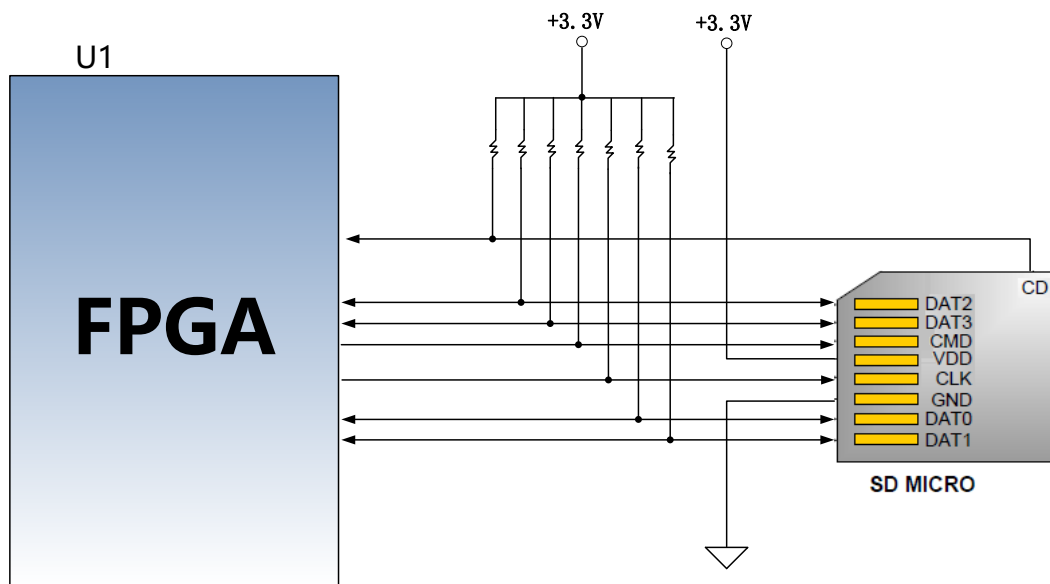 +3.3V
+3.3V
U1
FPGA
CD
DAT2
DAT3
CMD
VDD
CLK
GND
DAT0
DAT1
SD MICRO